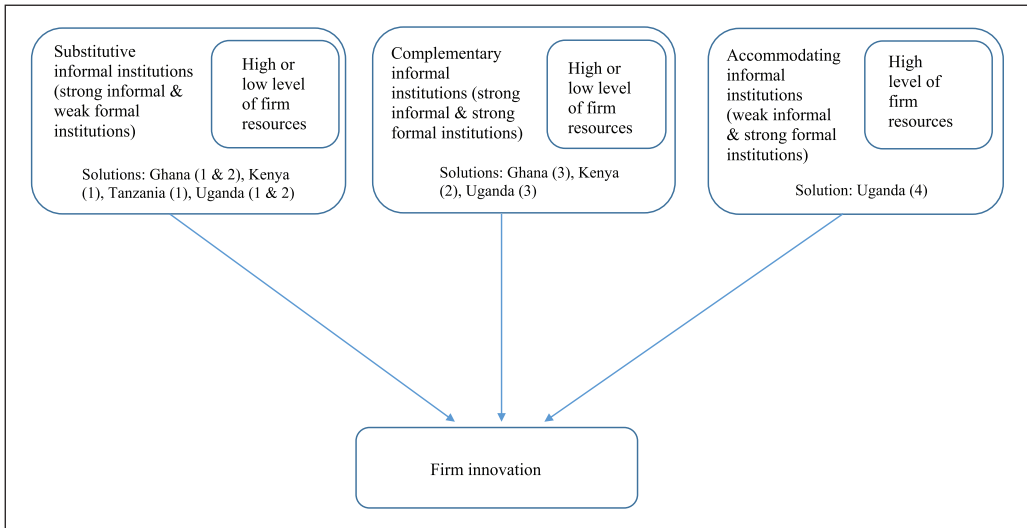 Substitutive
informal institutions
(strong informal &
weak formal
institutions)
High or
low level
of firm
resources
Solutions: Ghana (1 & 2), Kenya
(1), Tanzania (1), Uganda (1 & 2)
Complementary
informal
institutions (strong
informal & strong
formal institutions)
High or
low level
of firm
resources
Solutions: Ghana (3), Kenya
(2), Uganda (3)
Accommodating
informal
institutions
(weak informal
& strong formal
institutions)
High
level of
firm
resources
Solution: Uganda (4)
Firm innovation